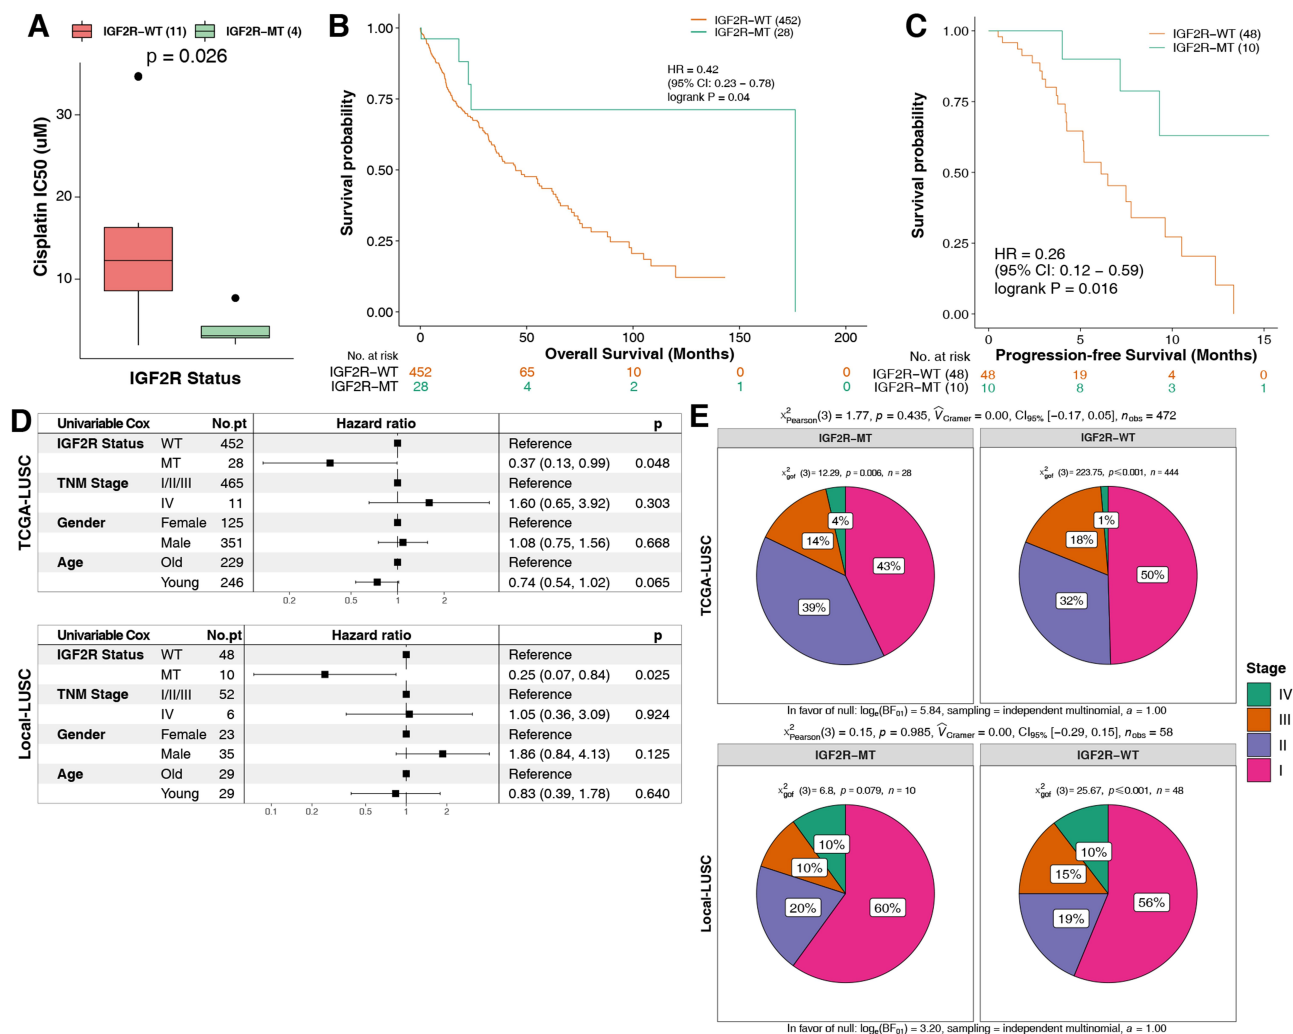 A
IGF2R−WT (11) IGF2R−MT (4)
p = 0.026
Cisplatin IC50 (uM)
30
20
10
IGF2R Status
B
IGF2R−WT (452)
IGF2R−MT (28)
HR = 0.42
(95% CI: 0.23 − 0.78)
logrank P = 0.04
Survival probability
1.00
0.75
0.50
0.25
0.00
0 50 100 150 200
Overall Survival (Months)
No. at risk
IGF2R−WT 452 65 10 0 0
IGF2R−MT 28 4 2 1 0
C
IGF2R−WT (48)
IGF2R−MT (10)
Survival probability
1.00
0.75
0.50
0.25
0.00
HR = 0.26
(95% CI: 0.12 − 0.59)
logrank P = 0.016
0 5 10 15
No. at risk
Progression−free Survival (Months)
IGF2R−WT (48) 48 19 4 0
IGF2R−MT (10) 10 8 3 1
D
TCGA−LUSC
Univariable Cox No.pt Hazard ratio p
IGF2R Status WT 452 Reference
MT 28 0.37 (0.13, 0.99) 0.048
TNM Stage I/II/III 465 Reference
IV 11 1.60 (0.65, 3.92) 0.303
Gender Female 125 Reference
Male 351 1.08 (0.75, 1.56) 0.668
Age Old 229 Reference
Young 246 0.74 (0.54, 1.02) 0.065
0.2 0.5 1 2
Local−LUSC
Univariable Cox No.pt Hazard ratio p
IGF2R Status WT 48 Reference
MT 10 0.25 (0.07, 0.84) 0.025
TNM Stage I/II/III 52 Reference
IV 6 1.05 (0.36, 3.09) 0.924
Gender Female 23 Reference
Male 35 1.86 (0.84, 4.13) 0.125
Age Old 29 Reference
Young 29 0.83 (0.39, 1.78) 0.640
0.1 0.2 0.5 1 2
E
χ²Pearson(3) = 1.77, p = 0.435, V̂Cramer = 0.00, CI95% [−0.17, 0.05], nobs = 472
IGF2R−MT IGF2R−WT
χ²gof (3) = 12.29, p = 0.006, n = 28
χ²gof (3) = 223.75, p ≤ 0.001, n = 444
TCGA−LUSC
4%
14%
43%
39%
1%
18%
50%
32%
In favor of null: loge(BF01) = 5.84, sampling = independent multinomial, a = 1.00
χ²Pearson(3) = 0.15, p = 0.985, V̂Cramer = 0.00, CI95% [−0.29, 0.15], nobs = 58
IGF2R−MT IGF2R−WT
χ²gof (3) = 6.8, p = 0.079, n = 10
χ²gof (3) = 25.67, p ≤ 0.001, n = 48
Local−LUSC
10%
10%
20%
60%
10%
15%
19%
56%
In favor of null: loge(BF01) = 3.20, sampling = independent multinomial, a = 1.00
Stage
IV
III
II
I